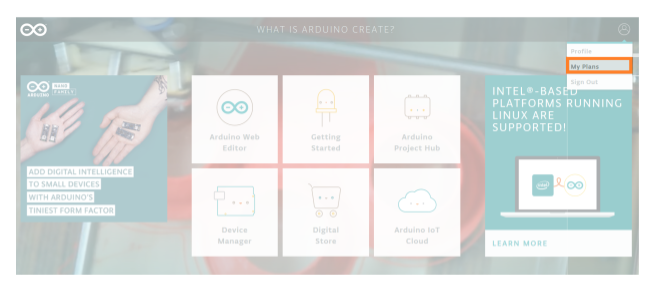 WHAT IS ARDUINO CREATE?
Profile
My Plans
Sign Out
ARDUINO
NANO
FAMILY
ADD DIGITAL INTELLIGENCE
TO SMALL DEVICES
WITH ARDUINO'S
TINIEST FORM FACTOR
Arduino Web
Editor
Getting
Started
Arduino
Project Hub
Device
Manager
Digital
Store
Arduino IoT
Cloud
INTEL®-BASED
PLATFORMS RUNNING
LINUX ARE
SUPPORTED!
intel
LEARN MORE